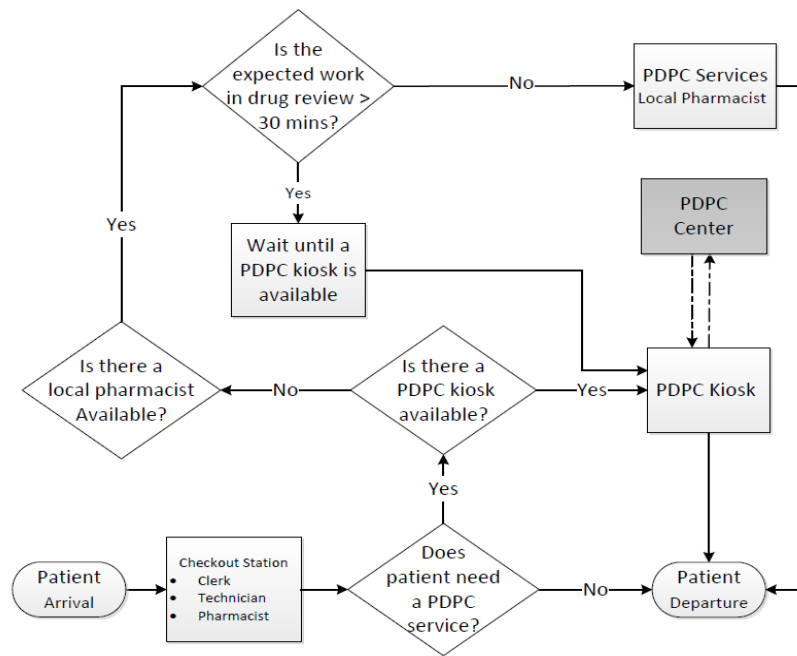 Is the
expected work
in drug review >
30 mins?
No
PDPC Services
Local Pharmacist
Yes
Yes
PDPC
Center
Wait until a
PDPC kiosk is
available
Is there a
local pharmacist
Available?
No
Is there a
PDPC kiosk
available?
Yes
PDPC Kiosk
Yes
Patient
Arrival
Checkout Station
• Clerk
• Technician
• Pharmacist
Does
patient need
a PDPC
service?
No
Patient
Departure